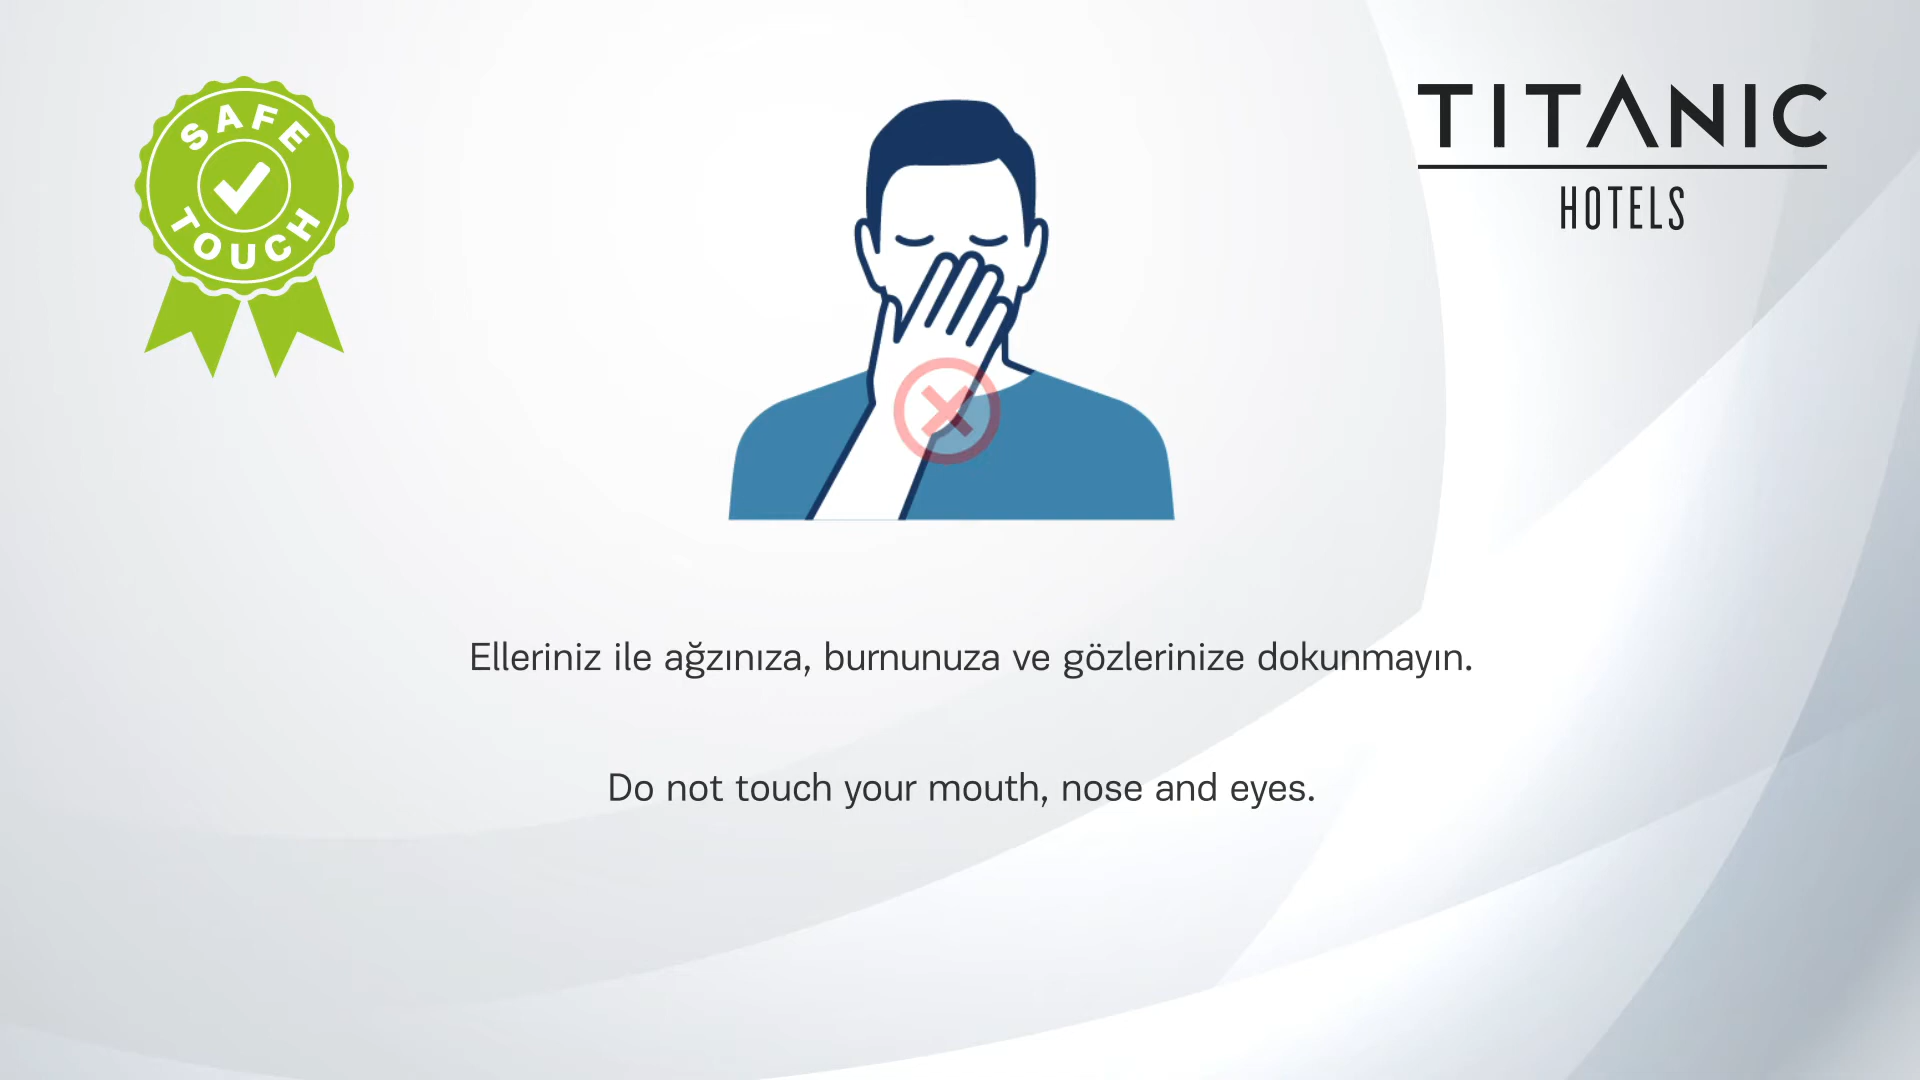 SAFE
TOUCH
TITANIC
HOTELS
Elleriniz ile ağzınıza, burnunuza ve gözlerinize dokunmayın.
Do not touch your mouth, nose and eyes.